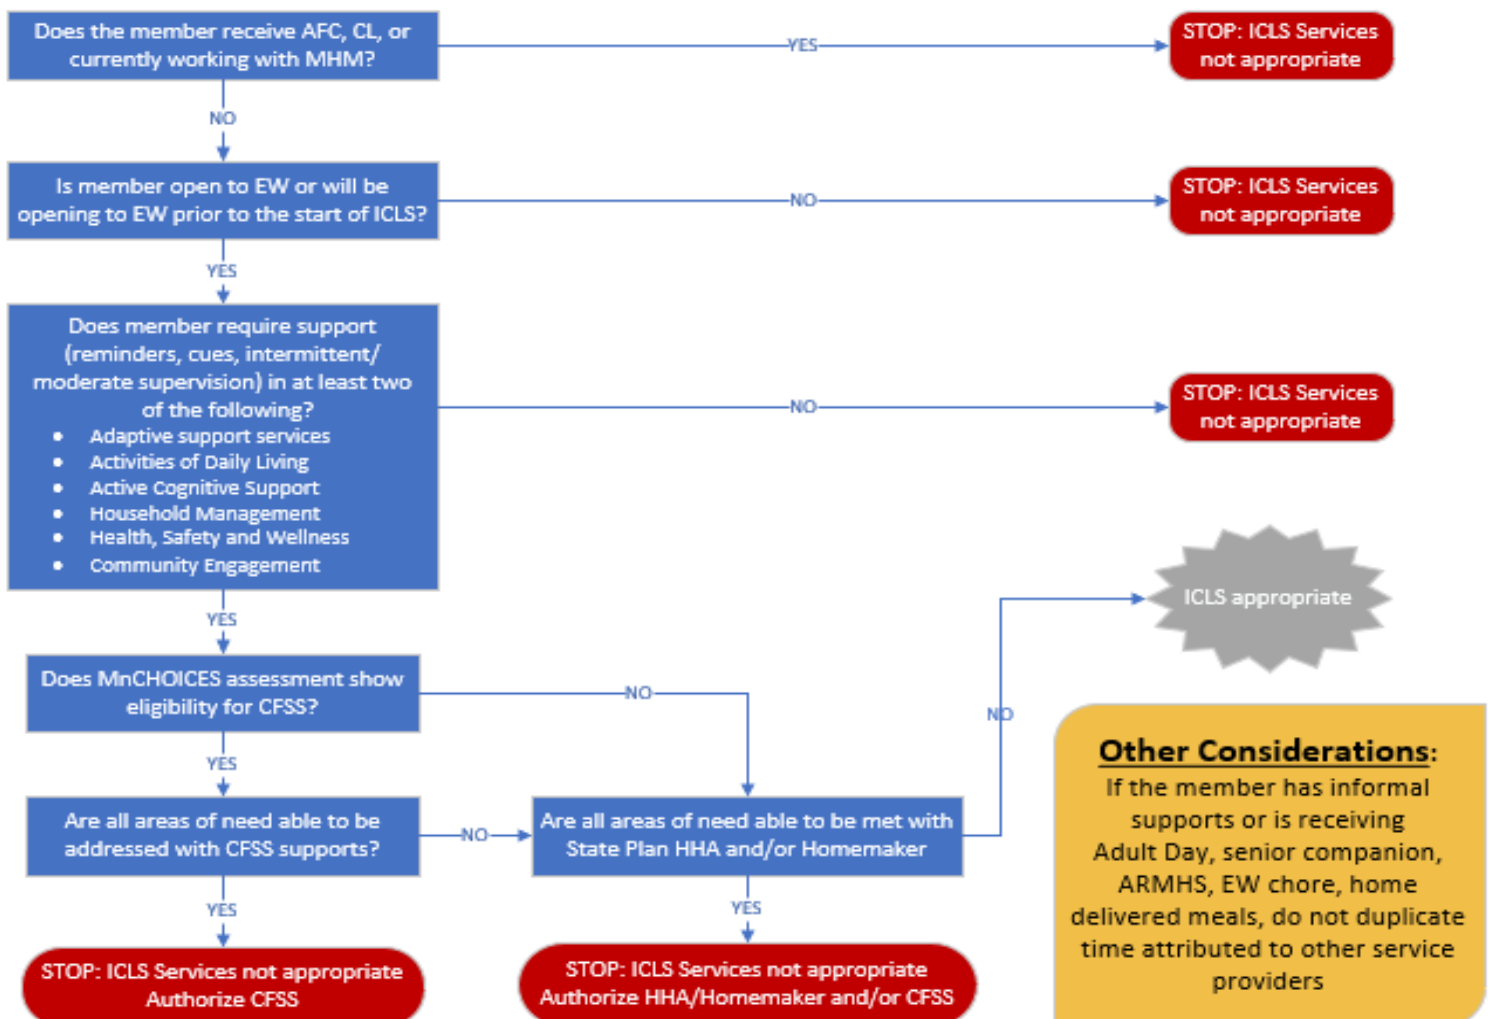 Does the member receive AFC, CL, or
currently working with MHM?
YES
STOP: ICLS Services
not appropriate
NO
Is member open to EW or will be
opening to EW prior to the start of ICLS?
NO
STOP: ICLS Services
not appropriate
YES
Does member require support
(reminders, cues, intermittent/
moderate supervision) in at least two
of the following?
• Adaptive support services
• Activities of Daily Living
• Active Cognitive Support
• Household Management
• Health, Safety and Wellness
• Community Engagement
NO
STOP: ICLS Services
not appropriate
YES
Does MnCHOICES assessment show
eligibility for CFSS?
NO
YES
Are all areas of need able to be
addressed with CFSS supports?
NO
Are all areas of need able to be met with
State Plan HHA and/or Homemaker
NO
ICLS appropriate
YES
STOP: ICLS Services not appropriate
Authorize CFSS
YES
STOP: ICLS Services not appropriate
Authorize HHA/Homemaker and/or CFSS
Other Considerations:
If the member has informal
supports or is receiving
Adult Day, senior companion,
ARMHS, EW chore, home
delivered meals, do not duplicate
time attributed to other service
providers